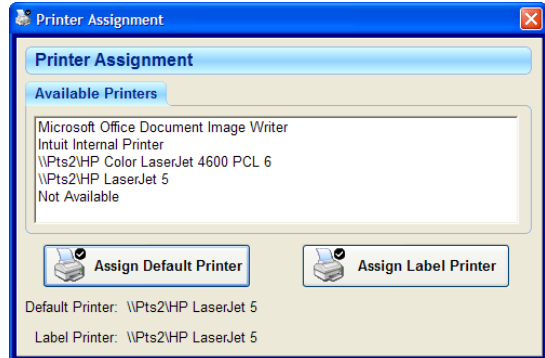 Printer Assignment
Printer Assignment
Available Printers
Microsoft Office Document Image Writer
Intuit Internal Printer
\\Pts2\HP Color LaserJet 4600 PCL 6
\\Pts2\HP LaserJet 5
Not Available
Assign Default Printer Assign Label Printer
Default Printer: \\Pts2\HP LaserJet 5
Label Printer: \\Pts2\HP LaserJet 5